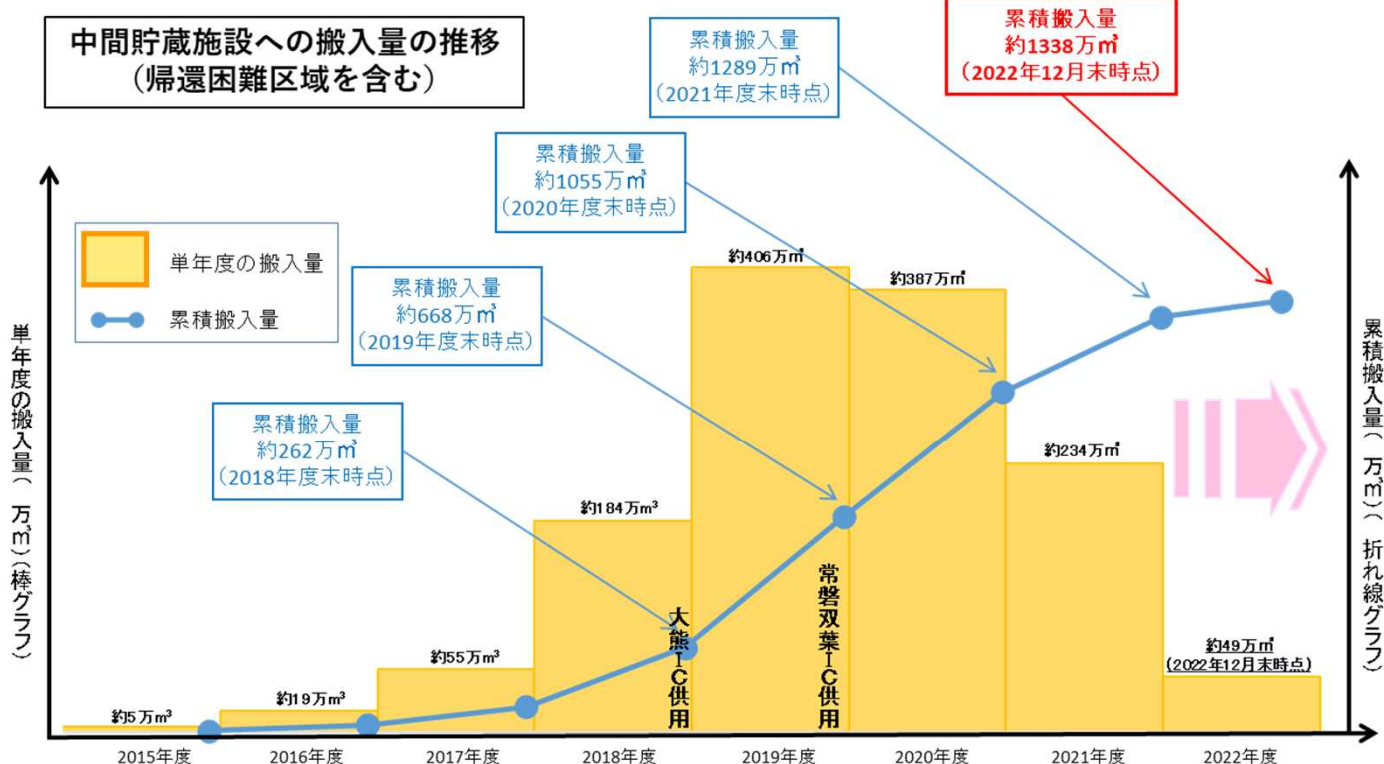 中間貯蔵施設への搬入量の推移
（帰還困難区域を含む）
累積搬入量
約1289万㎥
（2021年度末時点）
累積搬入量
約1338万㎥
（2022年12月末時点）
累積搬入量
約1055万㎥
（2020年度末時点）
単年度の搬入量
累積搬入量
累積搬入量
約668万㎥
（2019年度末時点）
累積搬入量
約262万㎥
（2018年度末時点）
単年度の搬入量（ 万㎥）（棒グラフ）
累積搬入量（ 万㎥）（ 折れ線グラフ）
約5万m³
約19万m³
約55万m³
約184万m³
約406万㎥
約387万㎥
約234万㎥
約49万㎥
（2022年12月末時点）
大熊IC供用
常磐双葉IC供用
2015年度
2016年度
2017年度
2018年度
2019年度
2020年度
2021年度
2022年度